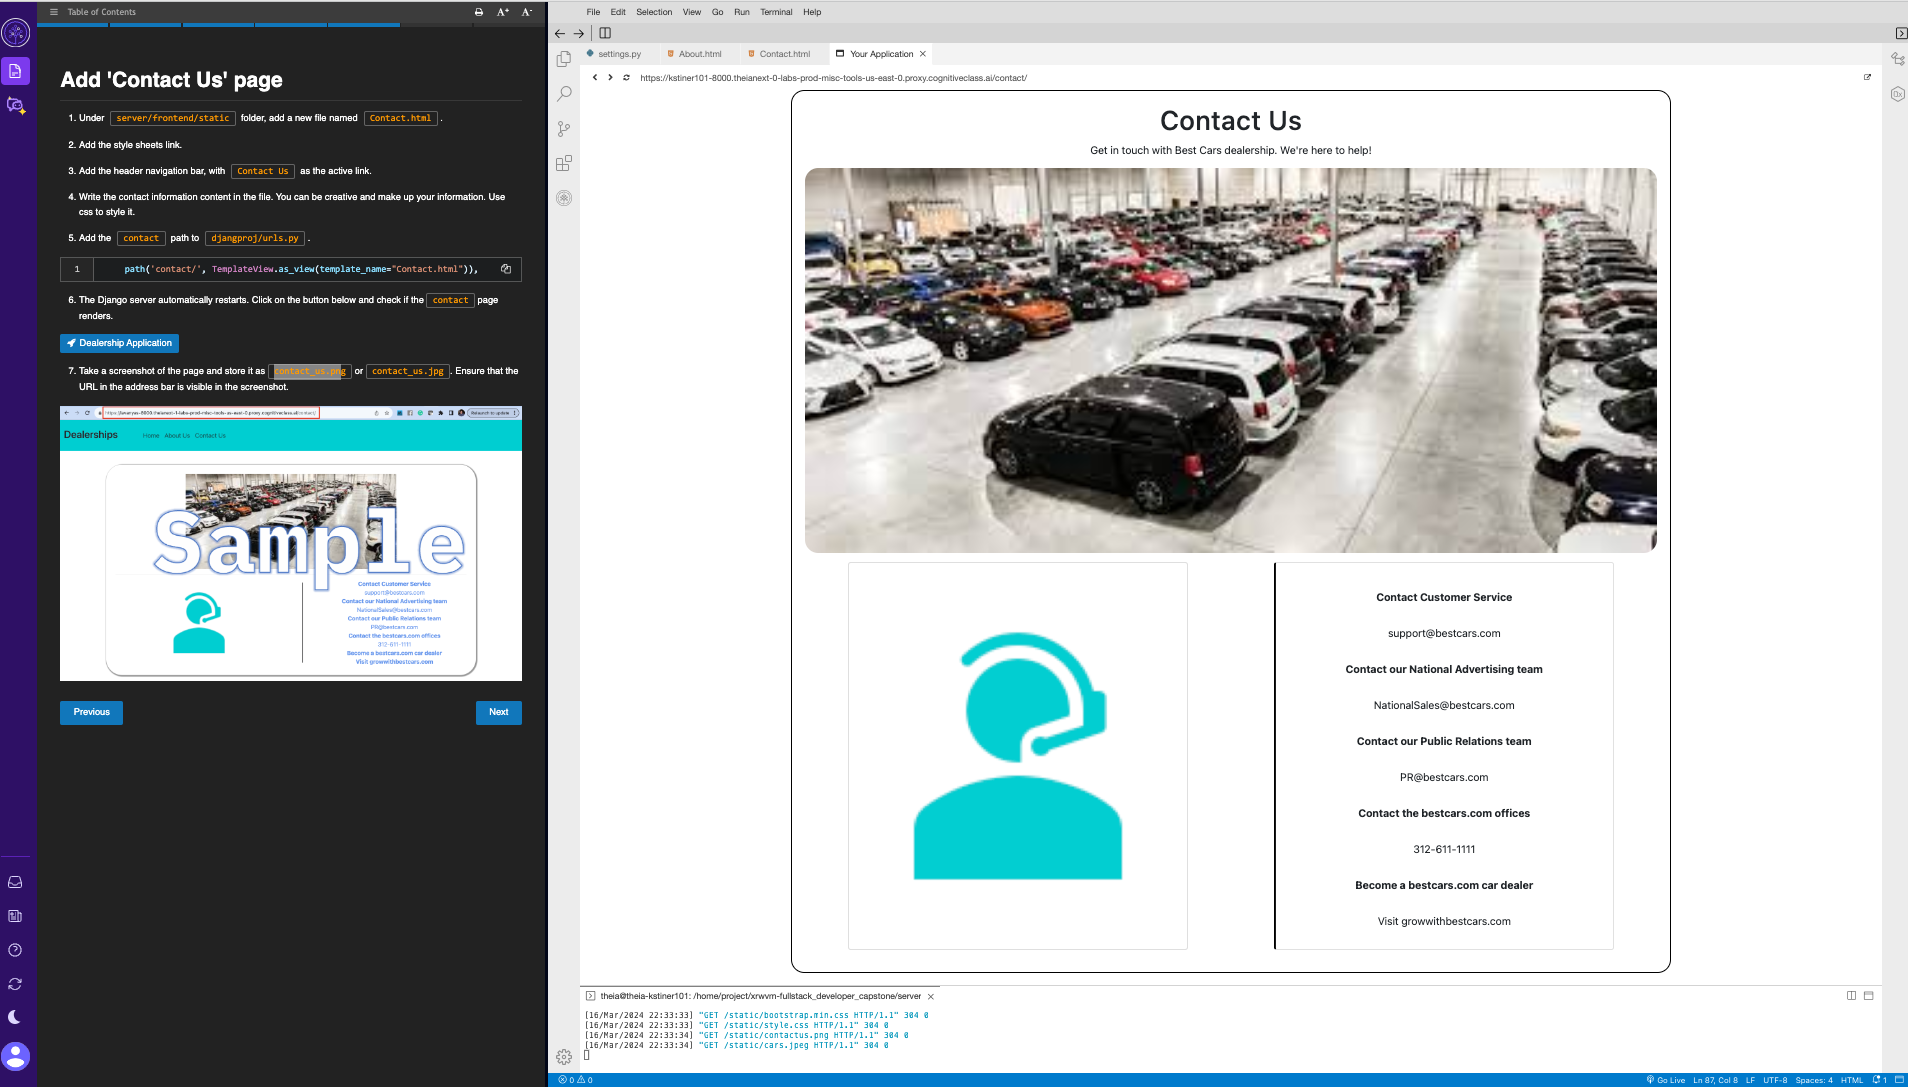 Table of Contents
A+ A-
Add 'Contact Us' page
1. Under server/frontend/static folder, add a new file named Contact.html .
2. Add the style sheets link.
3. Add the header navigation bar, with Contact Us as the active link.
4. Write the contact information content in the file. You can be creative and make up your information. Use
css to style it.
5. Add the contact path to djangproj/urls.py .
1 path('contact/', TemplateView.as_view(template_name="Contact.html")),
6. The Django server automatically restarts. Click on the button below and check if the contact page
renders.
Dealership Application
7. Take a screenshot of the page and store it as contact_us.png or contact_us.jpg . Ensure that the
URL in the address bar is visible in the screenshot.
Dealerships Home About Us Contact Us
Sample
Contact Customer Service
support@bestcars.com
Contact our National Advertising team
NationalSales@bestcars.com
Contact our Public Relations team
PR@bestcars.com
Contact the bestcars.com offices
312-611-1111
Become a bestcars.com car dealer
Visit growwithbestcars.com
Previous
Next
File Edit Selection View Go Run Terminal Help
settings.py About.html Contact.html Your Application
https://kstiner101-8000.theianext-0-labs-prod-misc-tools-us-east-0.proxy.cognitiveclass.ai/contact/
Contact Us
Get in touch with Best Cars dealership. We're here to help!
Contact Customer Service
support@bestcars.com
Contact our National Advertising team
NationalSales@bestcars.com
Contact our Public Relations team
PR@bestcars.com
Contact the bestcars.com offices
312-611-1111
Become a bestcars.com car dealer
Visit growwithbestcars.com
theia@theia-kstiner101: /home/project/xrwvm-fullstack_developer_capstone/server
[16/Mar/2024 22:33:33] "GET /static/bootstrap.min.css HTTP/1.1" 304 0
[16/Mar/2024 22:33:33] "GET /static/style.css HTTP/1.1" 304 0
[16/Mar/2024 22:33:34] "GET /static/contactus.png HTTP/1.1" 304 0
[16/Mar/2024 22:33:34] "GET /static/cars.jpeg HTTP/1.1" 304 0
0 0
Go Live Ln 87, Col 8 LF UTF-8 Spaces: 4 HTML 1